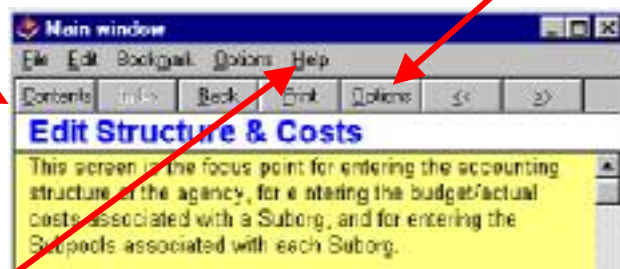 Main window
File Edit Bookmark Options Help
Contents Index Back Print Options << >>
Edit Structure & Costs
This screen is the focus point for entering the accounting
structure of the agency, for e ntering the budget/actual
costs associated with a Suborg, and for entering the
Subpools associated with each Suborg.